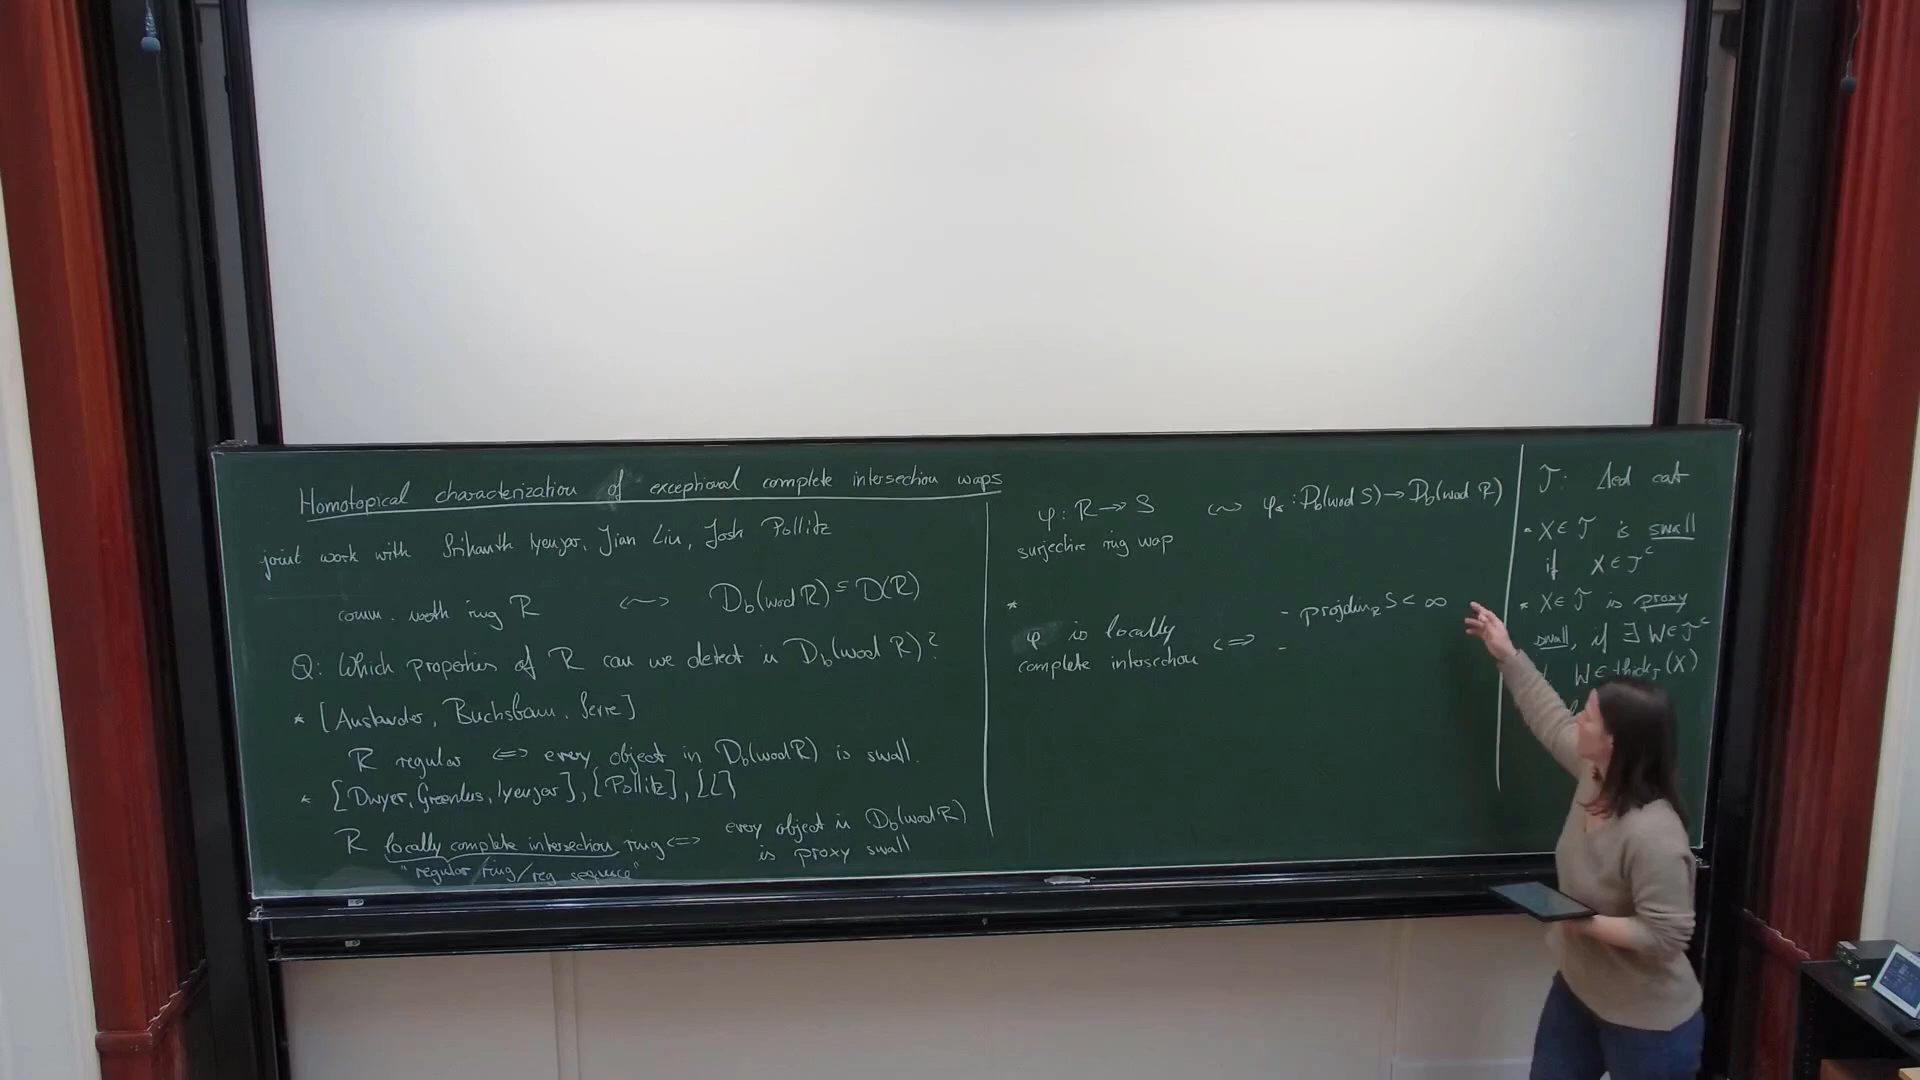 Homotopical characterization of exceptional complete intersection maps
joint work with Srikanth Iyengar, Jian Liu, Josh Pollitz
comm. noeth ring R ⟷ D_b(mod R) ⊆ D(R)
Q: Which properties of R can we detect in D_b(mod R)?
* [Auslander, Buchsbaum, Serre]
R regular ⟺ every object in D_b(mod R) is small.
* [Dwyer, Greenlees, Iyengar], [Pollitz], [L]
R locally complete intersection ring ⟺ every object in D_b(mod R)
is proxy small
"regular ring/reg sequence"
φ: R ↠ S ⟿ φ_*: D_b(mod S) → D_b(mod R)
surjective ring map
*
φ is locally
complete intersection ⟺
- projdim_R S < ∞
-
𝒯: Δed cat
• X ∈ 𝒯 is small
if X ∈ 𝒯^c
* X ∈ 𝒯 is proxy
small, if ∃ W ∈ 𝒯^c
W ∈ thick_𝒯(X)